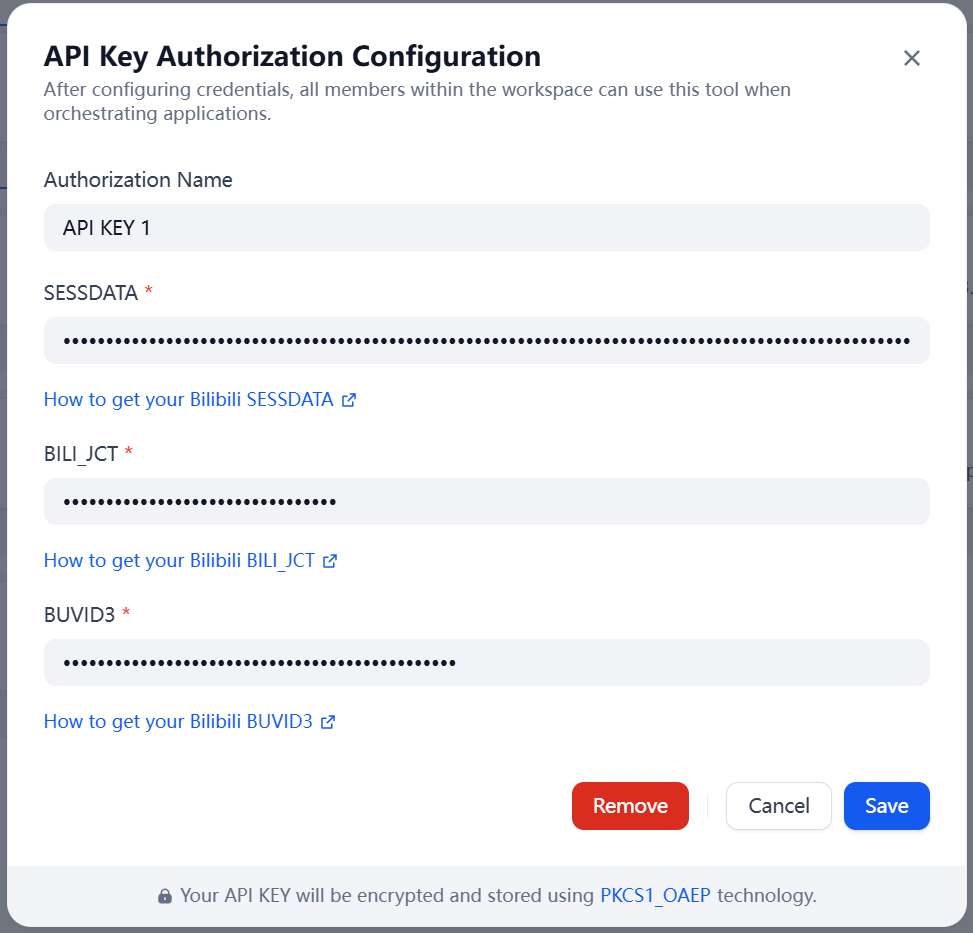 API Key Authorization Configuration
After configuring credentials, all members within the workspace can use this tool when
orchestrating applications.
Authorization Name
API KEY 1
SESSDATA *
How to get your Bilibili SESSDATA
BILI_JCT *
How to get your Bilibili BILI_JCT
BUVID3 *
How to get your Bilibili BUVID3
Remove
Cancel
Save
Your API KEY will be encrypted and stored using PKCS1_OAEP technology.